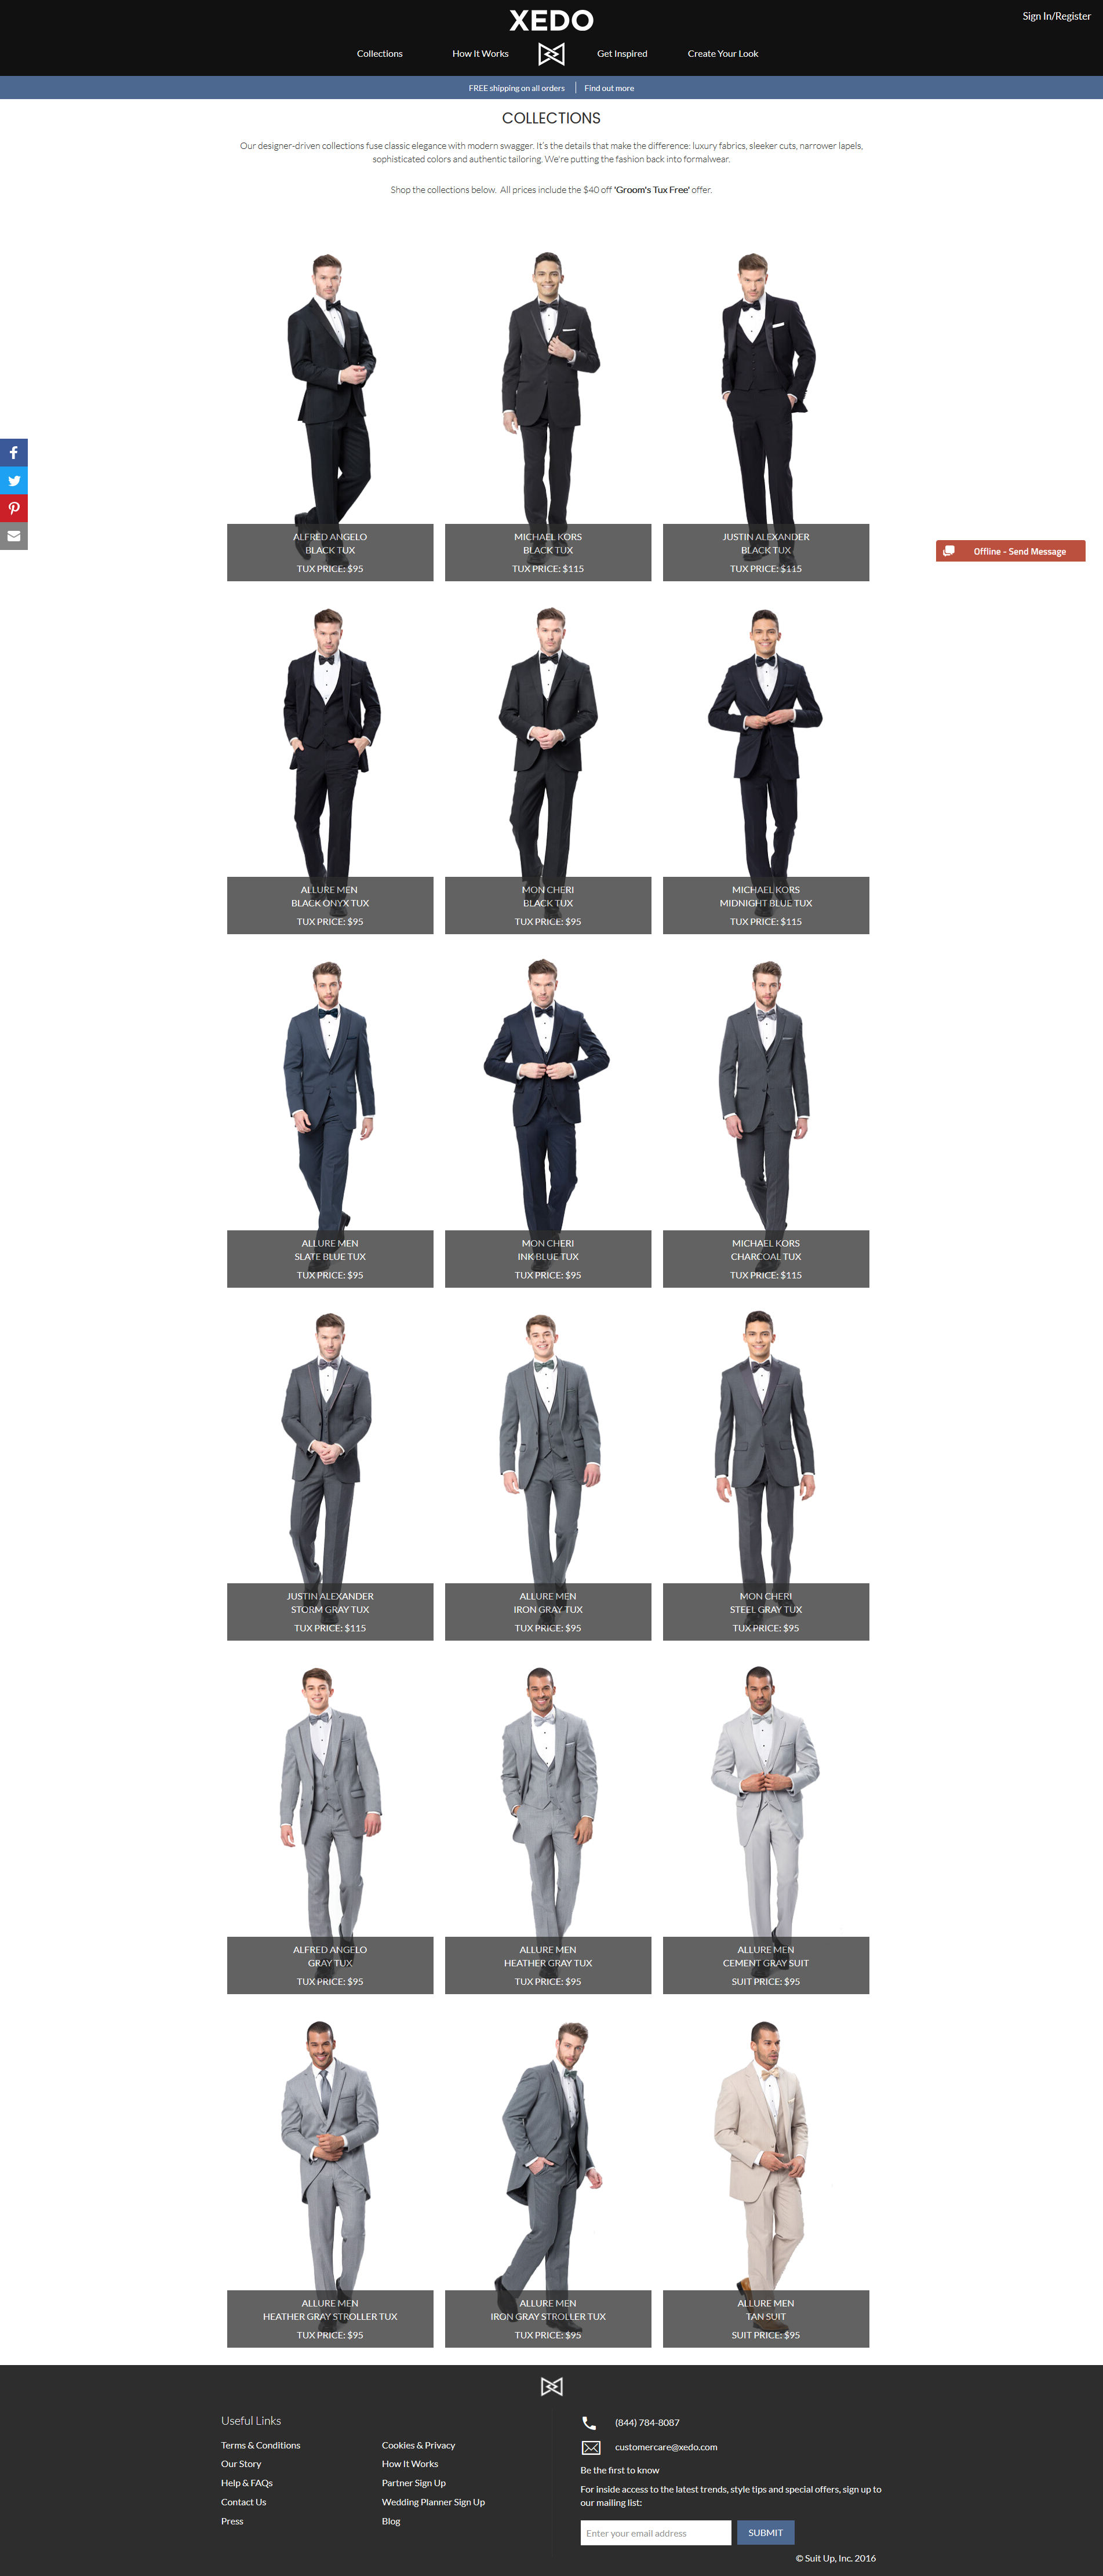 XEDO
Sign In/Register
Collections
How It Works
Get Inspired
Create Your Look
FREE shipping on all orders
Find out more
COLLECTIONS
Our designer-driven collections fuse classic elegance with modern swagger. It's the details that make the difference: luxury fabrics, sleeker cuts, narrower lapels,
sophisticated colors and authentic tailoring. We're putting the fashion back into formalwear.
Shop the collections below. All prices include the $40 off 'Groom's Tux Free' offer.
ALFRED ANGELO
BLACK TUX
TUX PRICE: $95
MICHAEL KORS
BLACK TUX
TUX PRICE: $115
JUSTIN ALEXANDER
BLACK TUX
TUX PRICE: $115
Offline - Send Message
ALLURE MEN
BLACK ONYX TUX
TUX PRICE: $95
MON CHERI
BLACK TUX
TUX PRICE: $95
MICHAEL KORS
MIDNIGHT BLUE TUX
TUX PRICE: $115
ALLURE MEN
SLATE BLUE TUX
TUX PRICE: $95
MON CHERI
INK BLUE TUX
TUX PRICE: $95
MICHAEL KORS
CHARCOAL TUX
TUX PRICE: $115
JUSTIN ALEXANDER
STORM GRAY TUX
TUX PRICE: $115
ALLURE MEN
IRON GRAY TUX
TUX PRICE: $95
MON CHERI
STEEL GRAY TUX
TUX PRICE: $95
ALFRED ANGELO
GRAY TUX
TUX PRICE: $95
ALLURE MEN
HEATHER GRAY TUX
TUX PRICE: $95
ALLURE MEN
CEMENT GRAY SUIT
SUIT PRICE: $95
ALLURE MEN
HEATHER GRAY STROLLER TUX
TUX PRICE: $95
ALLURE MEN
IRON GRAY STROLLER TUX
TUX PRICE: $95
ALLURE MEN
TAN SUIT
SUIT PRICE: $95
Useful Links
Terms & Conditions
Our Story
Help & FAQs
Contact Us
Press
Cookies & Privacy
How It Works
Partner Sign Up
Wedding Planner Sign Up
Blog
(844) 784-8087
customercare@xedo.com
Be the first to know
For inside access to the latest trends, style tips and special offers, sign up to
our mailing list:
Enter your email address
SUBMIT
© Suit Up, Inc. 2016